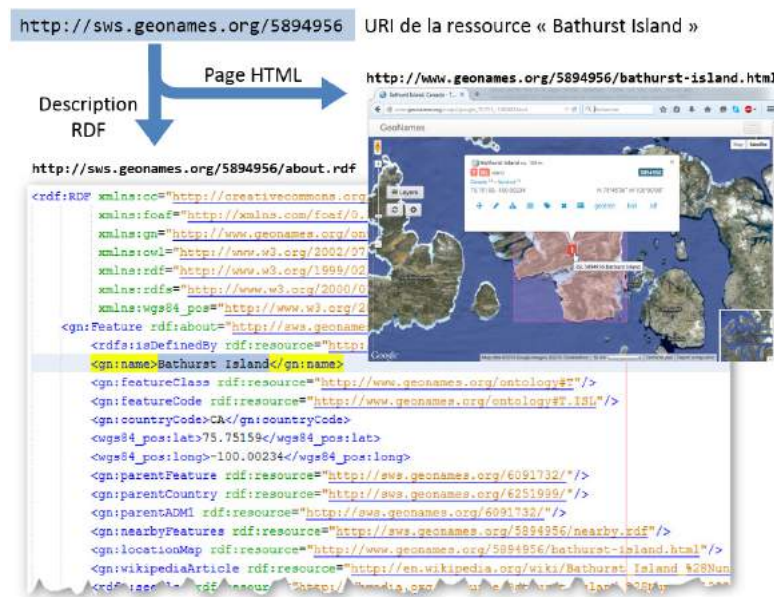 http://sws.geonames.org/5894956 URI de la ressource « Bathurst Island »
Page HTML
Description
RDF
http://www.geonames.org/5894956/bathurst-island.html
GeoNames
Layers
Bathurst Island
Google
http://sws.geonames.org/5894956/about.rdf
<rdf:RDF xmlns:cc="http://creativecommons.org
xmlns:foaf="http://xmlns.com/foaf/0.
xmlns:gn="http://www.geonames.org/ont
xmlns:owl="http://www.w3.org/2002/07
xmlns:rdf="http://www.w3.org/1999/02
xmlns:rdfs="http://www.w3.org/2000/0
xmlns:wgs84_pos="http://www.w3.org/2
<gn:Feature rdf:about="http://sws.geoname
<rdfs:isDefinedBy rdf:resource="http:
<gn:name>Bathurst Island</gn:name>
<gn:featureClass rdf:resource="http://www.geonames.org/ontology#T"/>
<gn:featureCode rdf:resource="http://www.geonames.org/ontology#T.ISL"/>
<gn:countryCode>CA</gn:countryCode>
<wgs84_pos:lat>75.75159</wgs84_pos:lat>
<wgs84_pos:long>-100.00234</wgs84_pos:long>
<gn:parentFeature rdf:resource="http://sws.geonames.org/6091732/"/>
<gn:parentCountry rdf:resource="http://sws.geonames.org/6251999/"/>
<gn:parentADM1 rdf:resource="http://sws.geonames.org/6091732/"/>
<gn:nearbyFeatures rdf:resource="http://sws.geonames.org/5894956/nearby.rdf"/>
<gn:locationMap rdf:resource="http://www.geonames.org/5894956/bathurst-island.html"/>
<gn:wikipediaArticle rdf:resource="http://en.wikipedia.org/wiki/Bathurst_Island_%28Nun